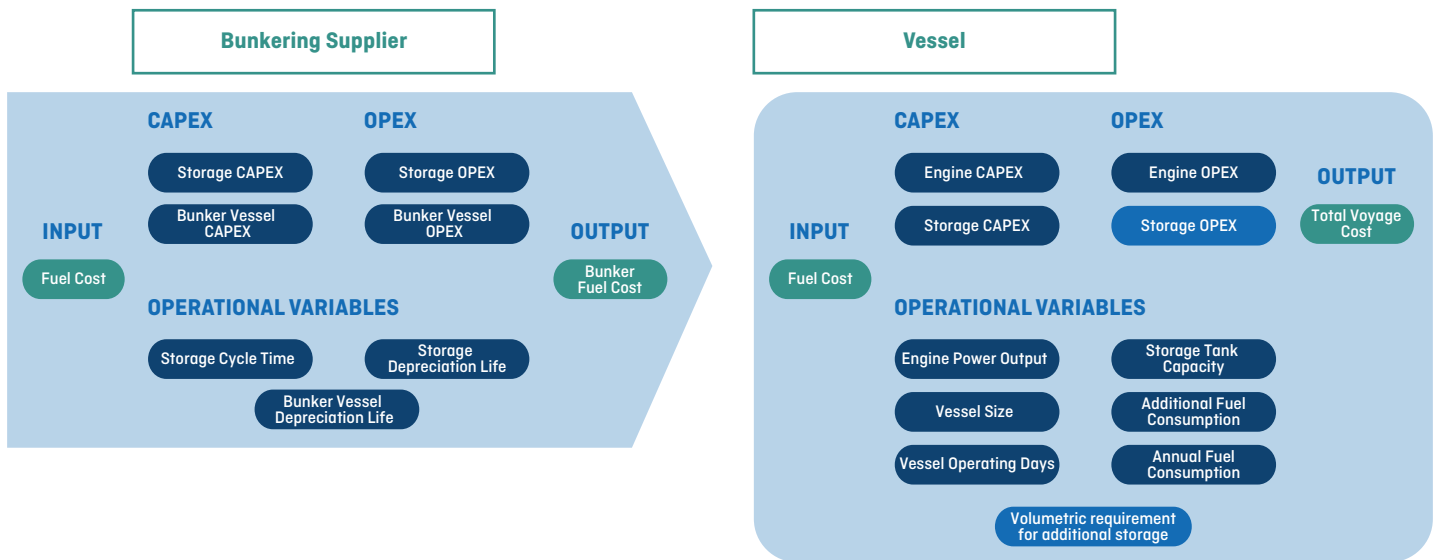 Bunkering Supplier
CAPEX
OPEX
Storage CAPEX
Storage OPEX
Bunker Vessel
CAPEX
Bunker Vessel
OPEX
INPUT
Fuel Cost
OUTPUT
Bunker
Fuel Cost
OPERATIONAL VARIABLES
Storage Cycle Time
Storage
Depreciation Life
Bunker Vessel
Depreciation Life
Vessel
CAPEX
OPEX
Engine CAPEX
Engine OPEX
Storage CAPEX
Storage OPEX
INPUT
Fuel Cost
OUTPUT
Total Voyage
Cost
OPERATIONAL VARIABLES
Engine Power Output
Storage Tank
Capacity
Vessel Size
Additional Fuel
Consumption
Vessel Operating Days
Annual Fuel
Consumption
Volumetric requirement
for additional storage